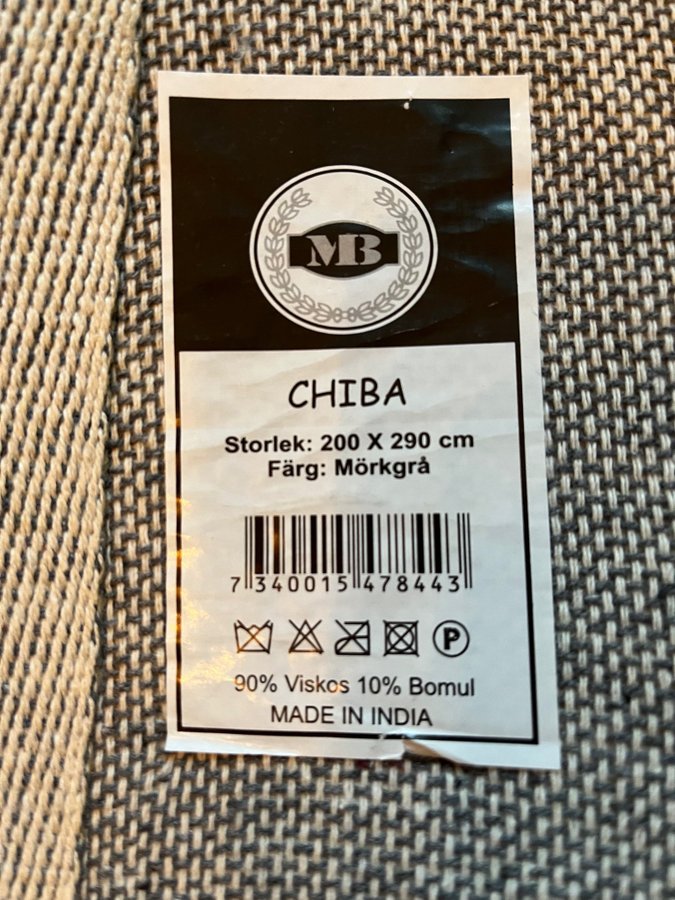 MB
CHIBA
Storlek: 200 X 290 cm
Färg: Mörkgrå
7 340015 478443
P
90% Viskos 10% Bomul
MADE IN INDIA